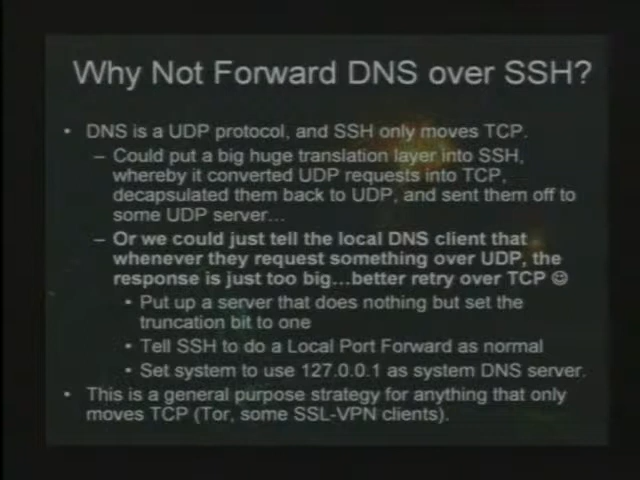 Why Not Forward DNS over SSH?
• DNS is a UDP protocol, and SSH only moves TCP.
– Could put a big huge translation layer into SSH,
whereby it converted UDP requests into TCP,
decapsulated them back to UDP, and sent them off to
some UDP server…
– Or we could just tell the local DNS client that
whenever they request something over UDP, the
response is just too big…better retry over TCP ☺
• Put up a server that does nothing but set the
truncation bit to one
• Tell SSH to do a Local Port Forward as normal
• Set system to use 127.0.0.1 as system DNS server.
• This is a general purpose strategy for anything that only
moves TCP (Tor, some SSL-VPN clients).